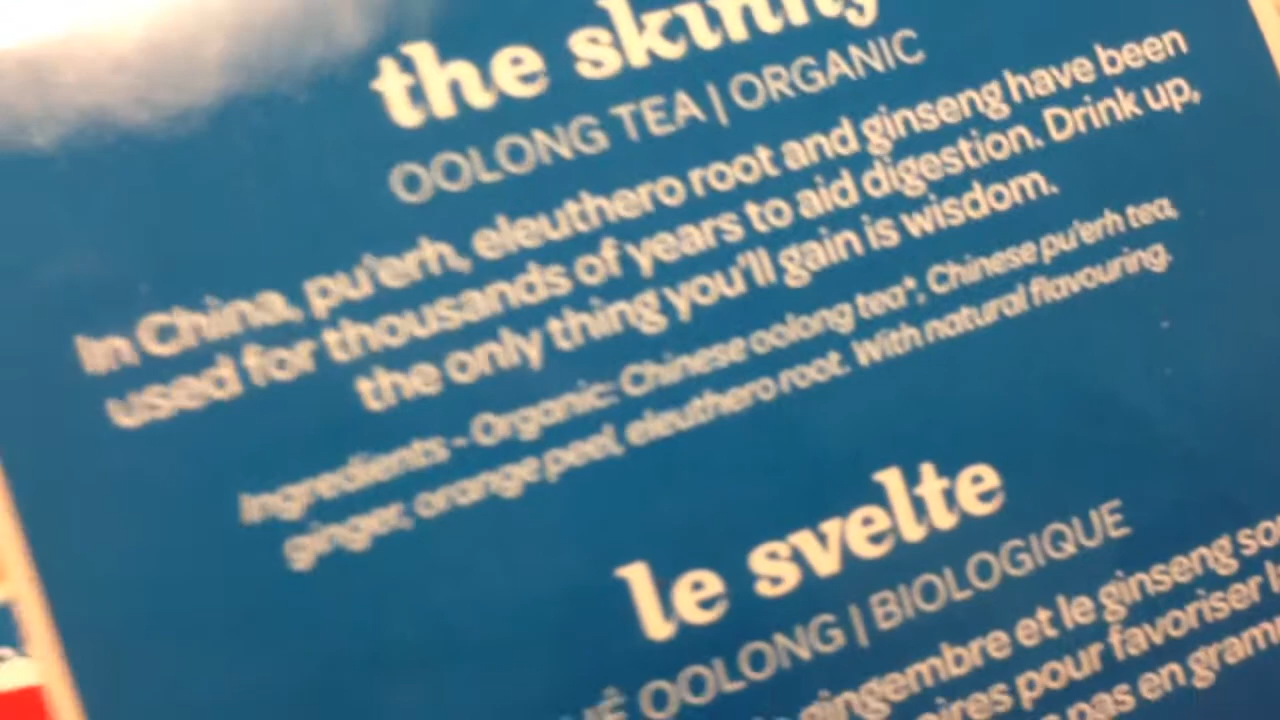 the skinny
OOLONG TEA | ORGANIC
In China, pu'erh, eleuthero root and ginseng have been
used for thousands of years to aid digestion. Drink up,
the only thing you'll gain is wisdom.
Ingredients - Organic: Chinese oolong tea*, Chinese pu'erh tea,
ginger, orange peel, eleuthero root. With natural flavouring.
le svelte
OOLONG | BIOLOGIQUE
gingembre et le ginseng
pour favoriser
pas en